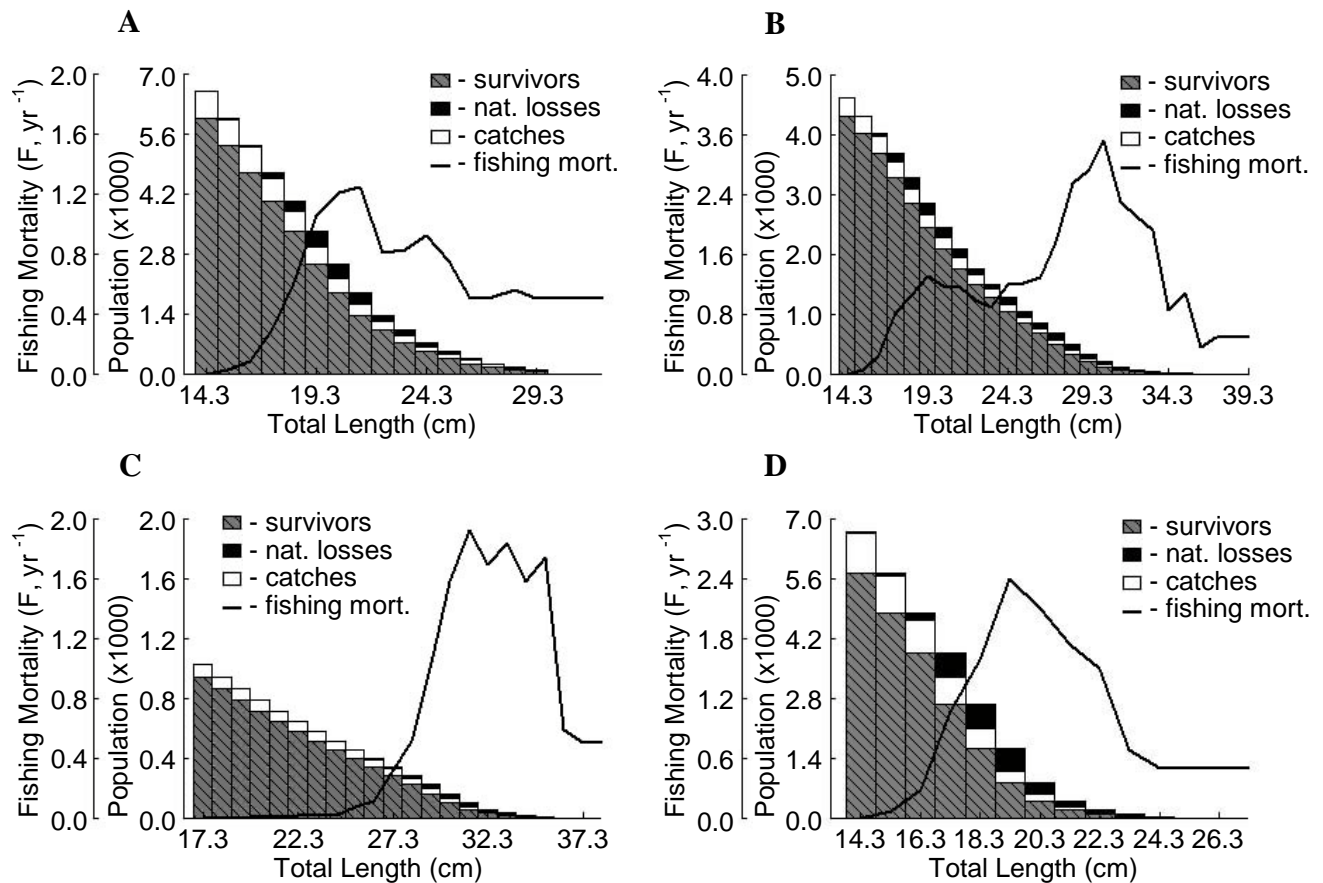 A
Fishing Mortality (F, yr -1)
2.0
1.6
1.2
0.8
0.4
0.0
Population (x1000)
7.0
5.6
4.2
2.8
1.4
0.0
- survivors
- nat. losses
- catches
- fishing mort.
14.3 19.3 24.3 29.3
Total Length (cm)
B
Fishing Mortality (F, yr -1)
4.0
3.6
2.4
1.6
0.8
0.0
Population (x1000)
5.0
4.0
3.0
2.0
1.0
0.0
- survivors
- nat. losses
- catches
- fishing mort.
14.3 19.3 24.3 29.3 34.3 39.3
Total Length (cm)
C
Fishing Mortality (F, yr -1)
2.0
1.6
1.2
0.8
0.4
0.0
Population (x1000)
2.0
1.6
1.2
0.8
0.4
0.0
- survivors
- nat. losses
- catches
- fishing mort.
17.3 22.3 27.3 32.3 37.3
Total Length (cm)
D
Fishing Mortality (F, yr -1)
3.0
2.4
1.8
1.2
0.6
0.0
Population (x1000)
7.0
5.6
4.2
2.8
1.4
0.0
- survivors
- nat. losses
- catches
- fishing mort.
14.3 16.3 18.3 20.3 22.3 24.3 26.3
Total Length (cm)